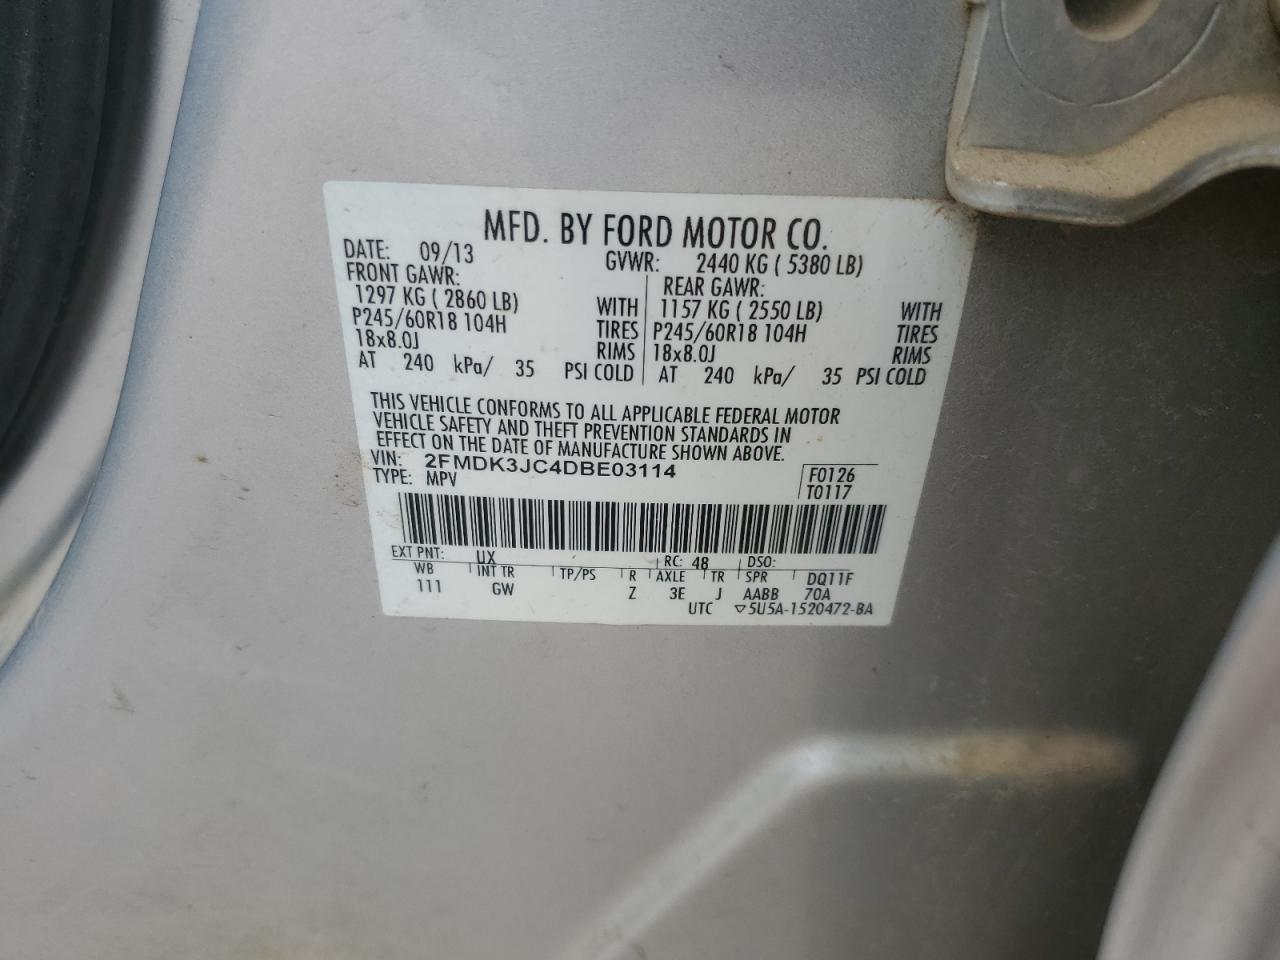 MFD. BY FORD MOTOR CO.
DATE: 09/13 GVWR: 2440 KG ( 5380 LB)
FRONT GAWR: REAR GAWR:
1297 KG ( 2860 LB) WITH 1157 KG ( 2550 LB) WITH
P245/60R18 104H TIRES P245/60R18 104H TIRES
18x8.0J RIMS 18x8.0J RIMS
AT 240 kPa/ 35 PSI COLD AT 240 kPa/ 35 PSI COLD
THIS VEHICLE CONFORMS TO ALL APPLICABLE FEDERAL MOTOR
VEHICLE SAFETY AND THEFT PREVENTION STANDARDS IN
EFFECT ON THE DATE OF MANUFACTURE SHOWN ABOVE.
VIN: 2FMDK3JC4DBE03114 F0126
TYPE: MPV T0117
EXT PNT: UX RC: 48 DSO:
WB INT TR TP/PS R AXLE TR SPR DQ11F
111 GW Z 3E J AABB 70A
UTC ▽5U5A-1520472-BA